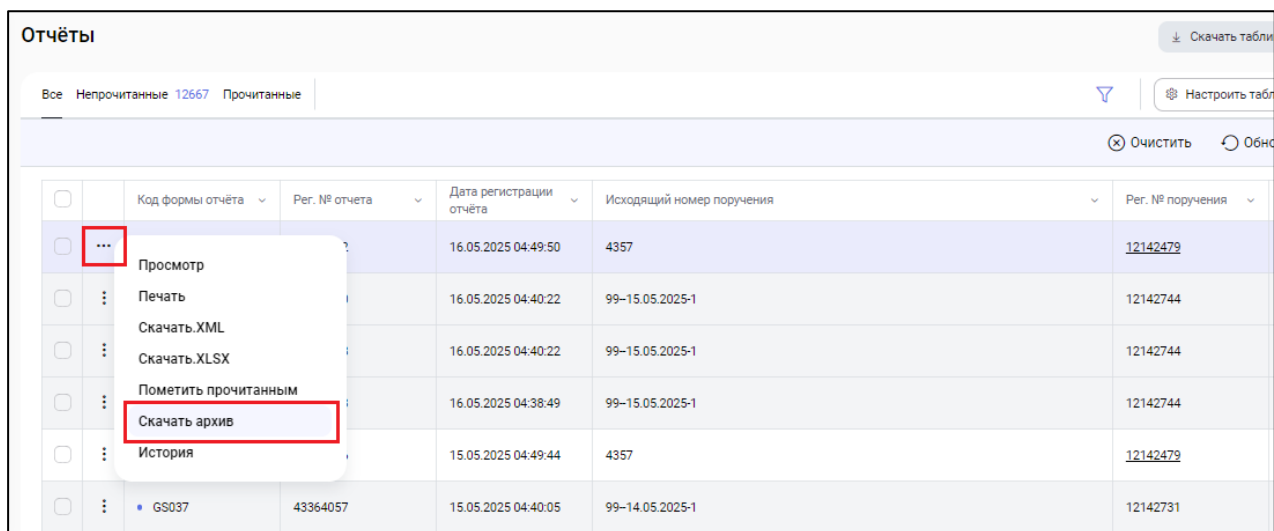 Отчёты
Скачать табли
Все Непрочитанные 12667 Прочитанные
Настроить табл
Очистить Обно
Код формы отчёта Рег. № отчета Дата регистрации отчёта Исходящий номер поручения Рег. № поручения
16.05.2025 04:49:50 4357 12142479
Просмотр
Печать
16.05.2025 04:40:22 99–15.05.2025-1 12142744
Скачать.XML
Скачать.XLSX
16.05.2025 04:40:22 99–15.05.2025-1 12142744
Пометить прочитанным
16.05.2025 04:38:49 99–15.05.2025-1 12142744
Скачать архив
История
15.05.2025 04:49:44 4357 12142479
GS037 43364057 15.05.2025 04:40:05 99–14.05.2025-1 12142731